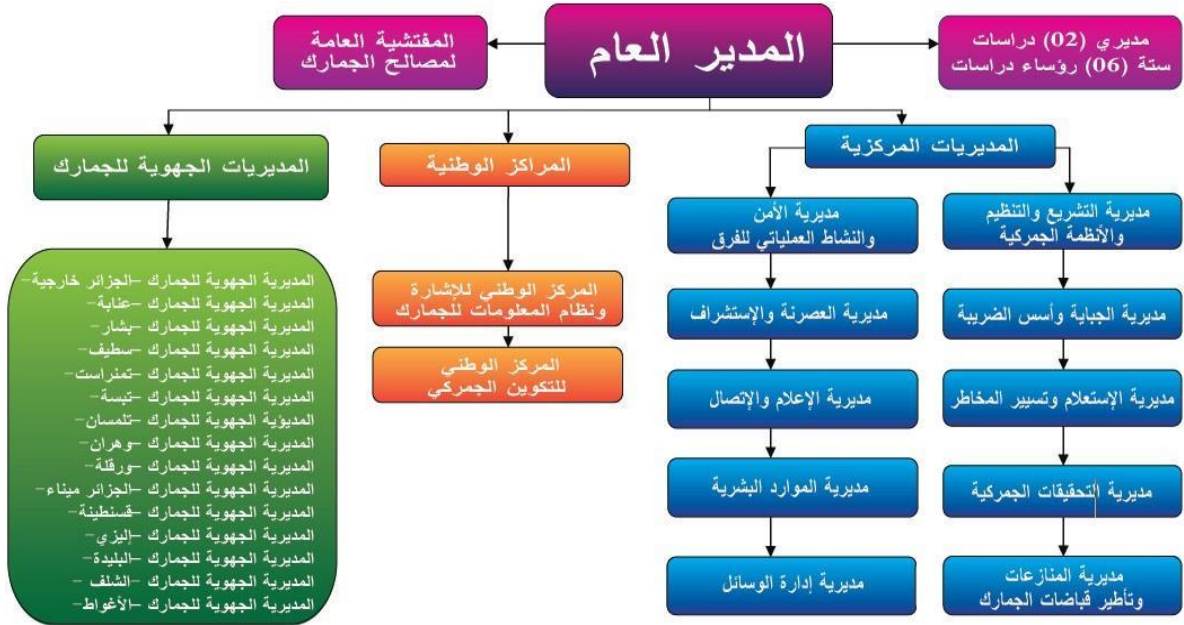 المدير العام
مديري (02) دراسات
ستة (06) رؤساء دراسات
المفتشية العامة
لمصالح الجمارك
المديريات المركزية
المراكز الوطنية
المديريات الجهوية للجمارك
مديرية التشريع والتنظيم
والأنظمة الجمركية
مديرية الجباية وأسس الضريبة
مديرية الإستعلام وتسيير المخاطر
مديرية التحقيقات الجمركية
مديرية المنازعات
وتأطير قباضات الجمارك
مديرية الأمن
والنشاط العملياتي للفرق
مديرية العصرنة والإستشراف
مديرية الإعلام والإتصال
مديرية الموارد البشرية
مديرية إدارة الوسائل
المركز الوطني للإشارة
ونظام المعلومات للجمارك
المركز الوطني
للتكوين الجمركي
المديرية الجهوية للجمارك –الجزائر خارجية-
المديرية الجهوية للجمارك –عنابة-
المديرية الجهوية للجمارك –بشار-
المديرية الجهوية للجمارك –سطيف-
المديرية الجهوية للجمارك –تمنراست-
المديرية الجهوية للجمارك –تبسة-
المديؤية الجهوية للجمارك –تلمسان-
المديرية الجهوية للجمارك –وهران-
المديرية الجهوية للجمارك –ورقلة-
المديرية الجهوية للجمارك –الجزائر ميناء-
المديرية الجهوية للجمارك –قسنطينة-
المديرية الجهوية للجمارك –إليزي-
المديرية الجهوية للجمارك –البليدة-
المديرية الجهوية للجمارك –الشلف –
المديرية الجهوية للجمارك –الأغواط-